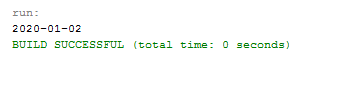 run:
2020-01-02
BUILD SUCCESSFUL (total time: 0 seconds)